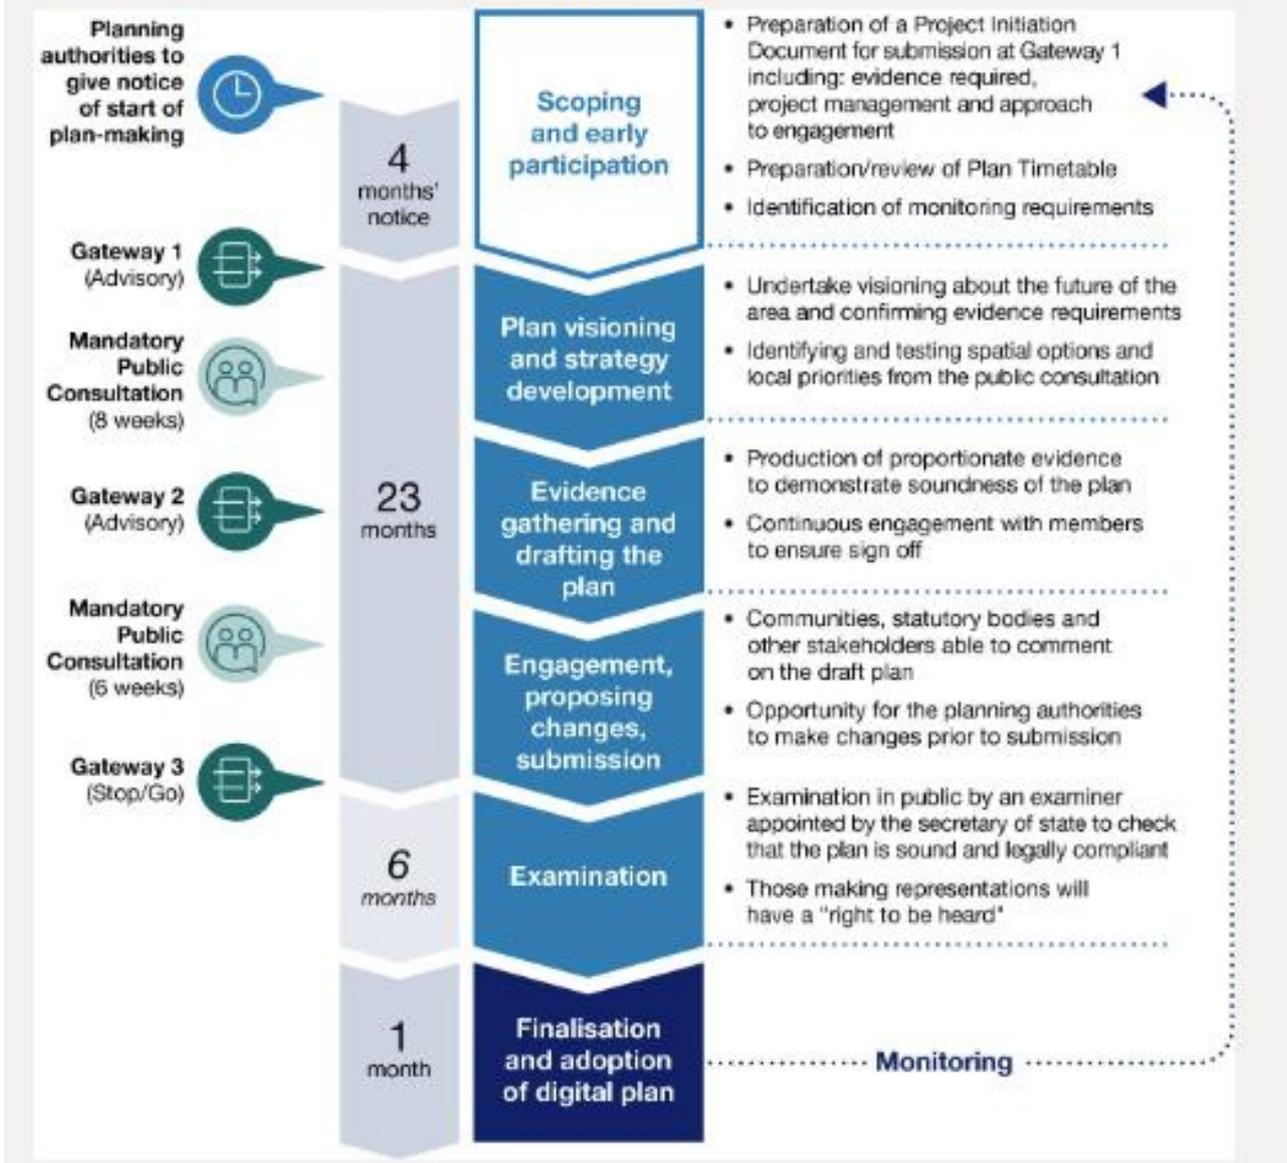 Planning
authorities to
give notice
of start of
plan-making
4
months'
notice
Scoping
and early
participation
• Preparation of a Project Initiation
Document for submission at Gateway 1
including: evidence required,
project management and approach
to engagement
• Preparation/review of Plan Timetable
• Identification of monitoring requirements
Gateway 1
(Advisory)
Mandatory
Public
Consultation
(8 weeks)
Plan visioning
and strategy
development
• Undertake visioning about the future of the
area and confirming evidence requirements
• Identifying and testing spatial options and
local priorities from the public consultation
Gateway 2
(Advisory)
23
months
Evidence
gathering and
drafting the
plan
• Production of proportionate evidence
to demonstrate soundness of the plan
• Continuous engagement with members
to ensure sign off
Mandatory
Public
Consultation
(6 weeks)
Engagement,
proposing
changes,
submission
• Communities, statutory bodies and
other stakeholders able to comment
on the draft plan
• Opportunity for the planning authorities
to make changes prior to submission
Gateway 3
(Stop/Go)
6
months
Examination
• Examination in public by an examiner
appointed by the secretary of state to check
that the plan is sound and legally compliant
• Those making representations will
have a "right to be heard"
1
month
Finalisation
and adoption
of digital plan
Monitoring